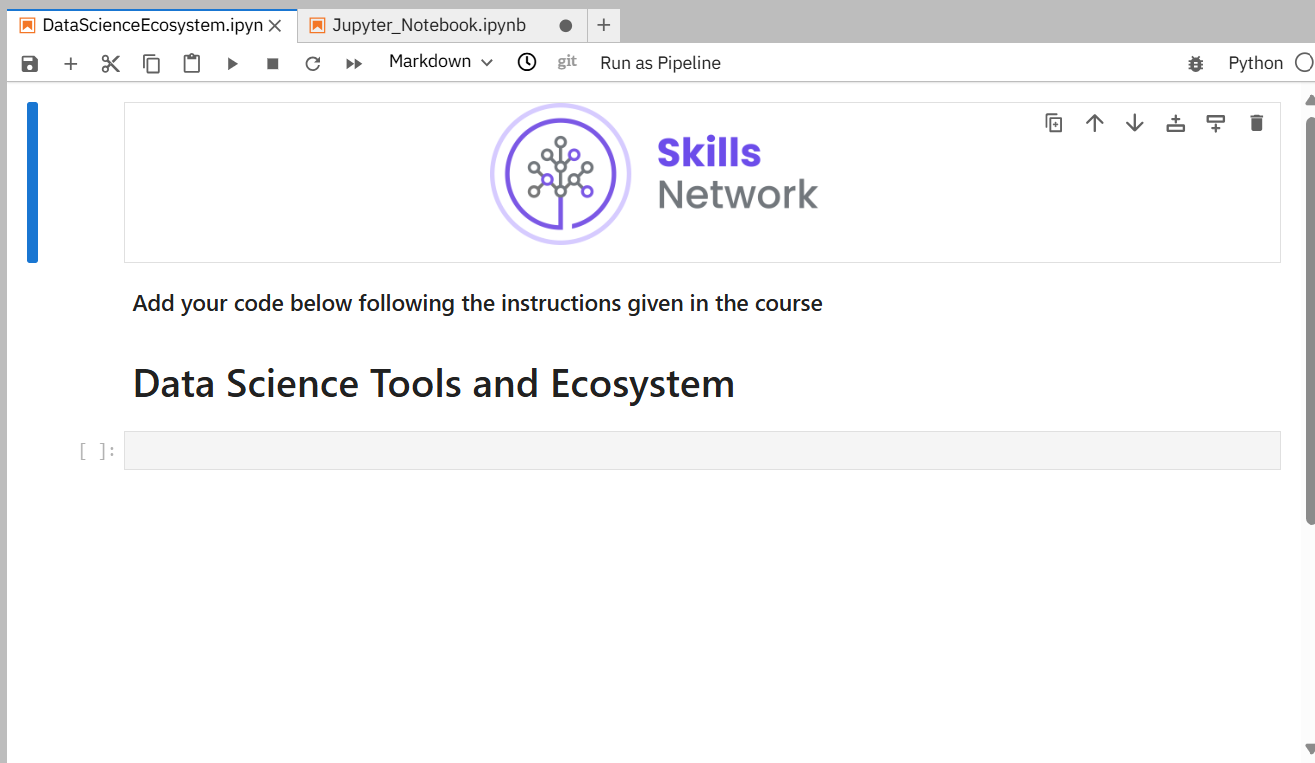 DataScienceEcosystem.ipyn
Jupyter_Notebook.ipynb
Markdown
git
Run as Pipeline
Python
Skills
Network
Add your code below following the instructions given in the course
Data Science Tools and Ecosystem
[ ]: